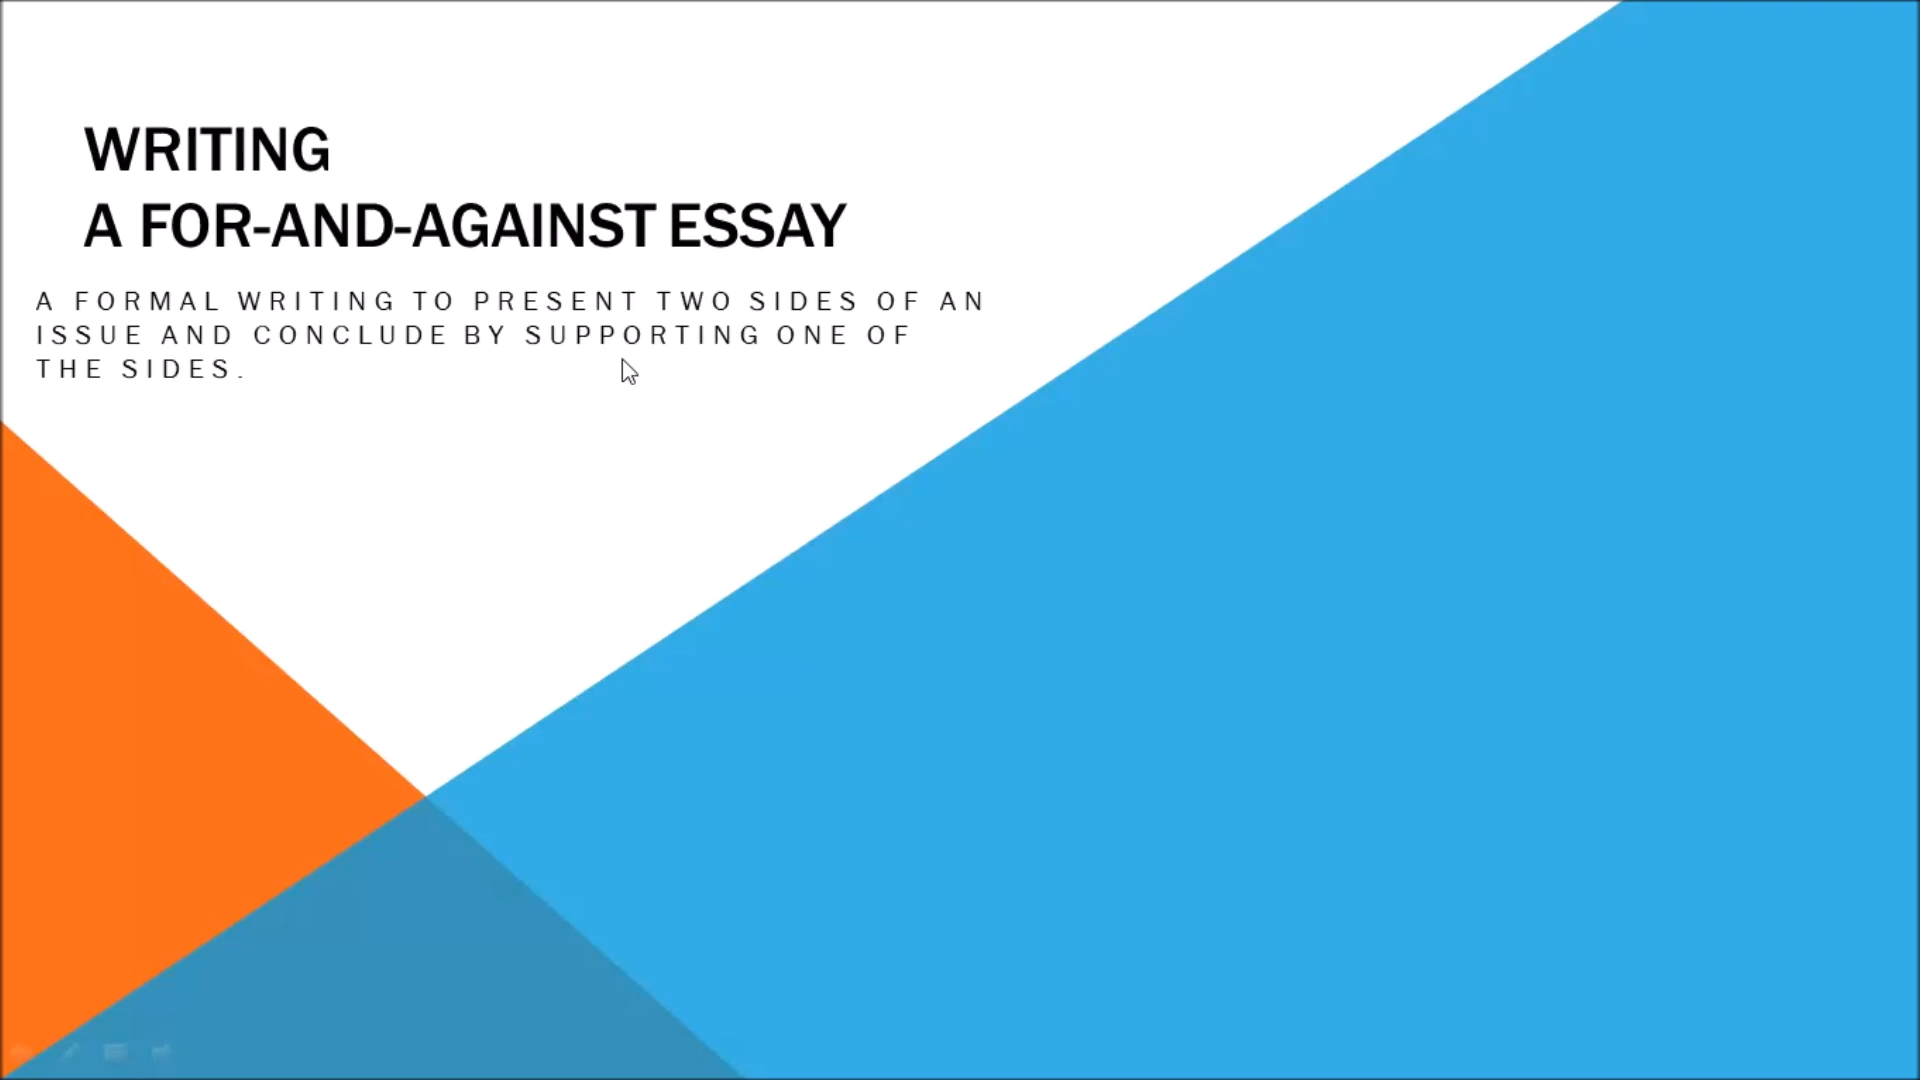 WRITING
A FOR-AND-AGAINST ESSAY
A FORMAL WRITING TO PRESENT TWO SIDES OF AN
ISSUE AND CONCLUDE BY SUPPORTING ONE OF
THE SIDES.